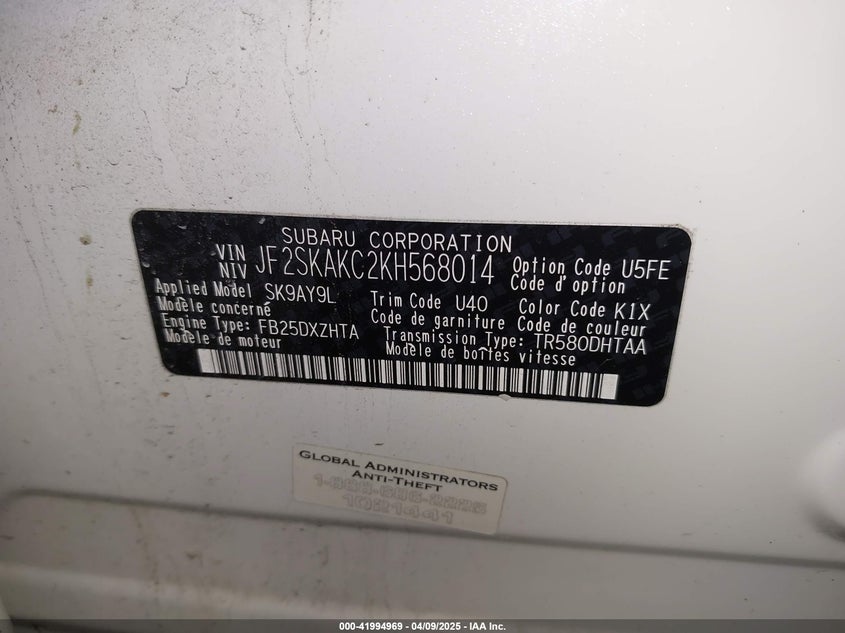 SUBARU CORPORATION
VIN
NIV
JF2SKAKC2KH568014
Option Code U5FE
Code d'option
Applied Model SK9AY9L
Modèle concerné
Trim Code U40
Code de garniture
Color Code K1X
Code de couleur
Engine Type: FB25DXZHTA
Modèle de moteur
Transmission Type: TR580DHTAA
Modèle de boîtes vitesse
GLOBAL ADMINISTRATORS
ANTI-THEFT
1021441
000-41994969 | 04/09/2025 – IAA Inc.